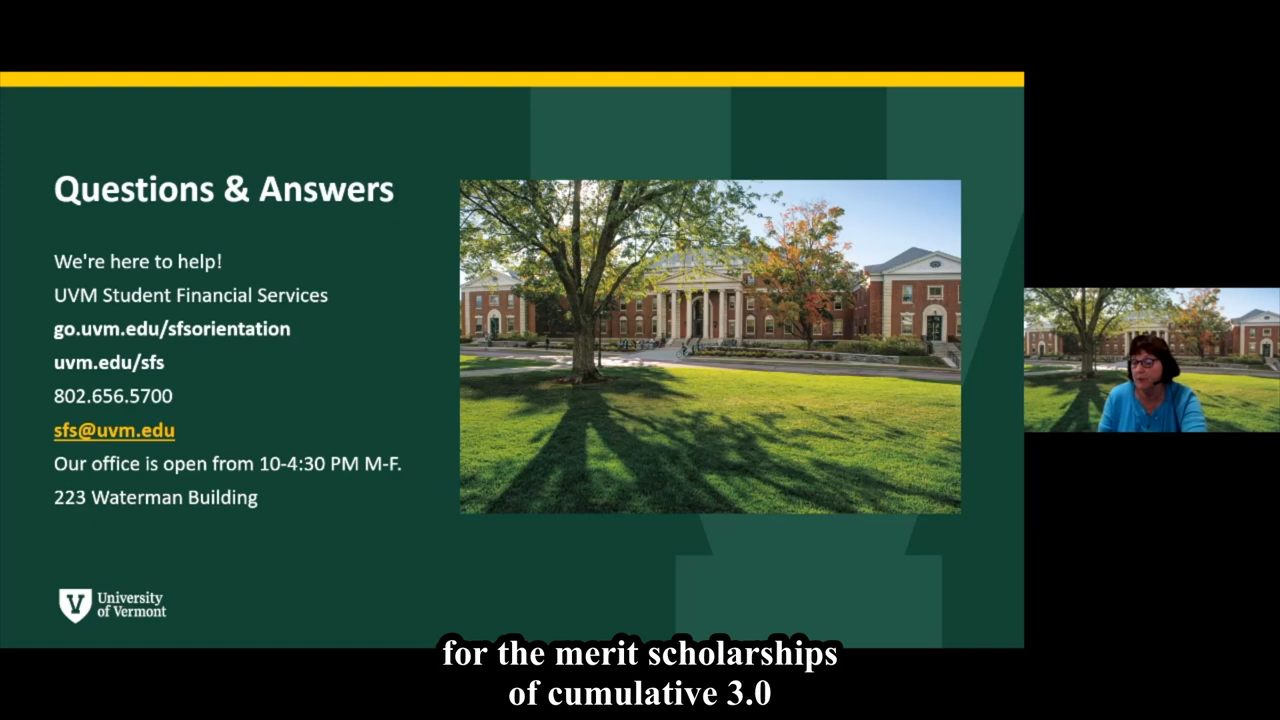 Questions & Answers
We're here to help!
UVM Student Financial Services
go.uvm.edu/sfsorientation
uvm.edu/sfs
802.656.5700
sfs@uvm.edu
Our office is open from 10-4:30 PM M-F.
223 Waterman Building
V University
of Vermont
for the merit scholarships
of cumulative 3.0